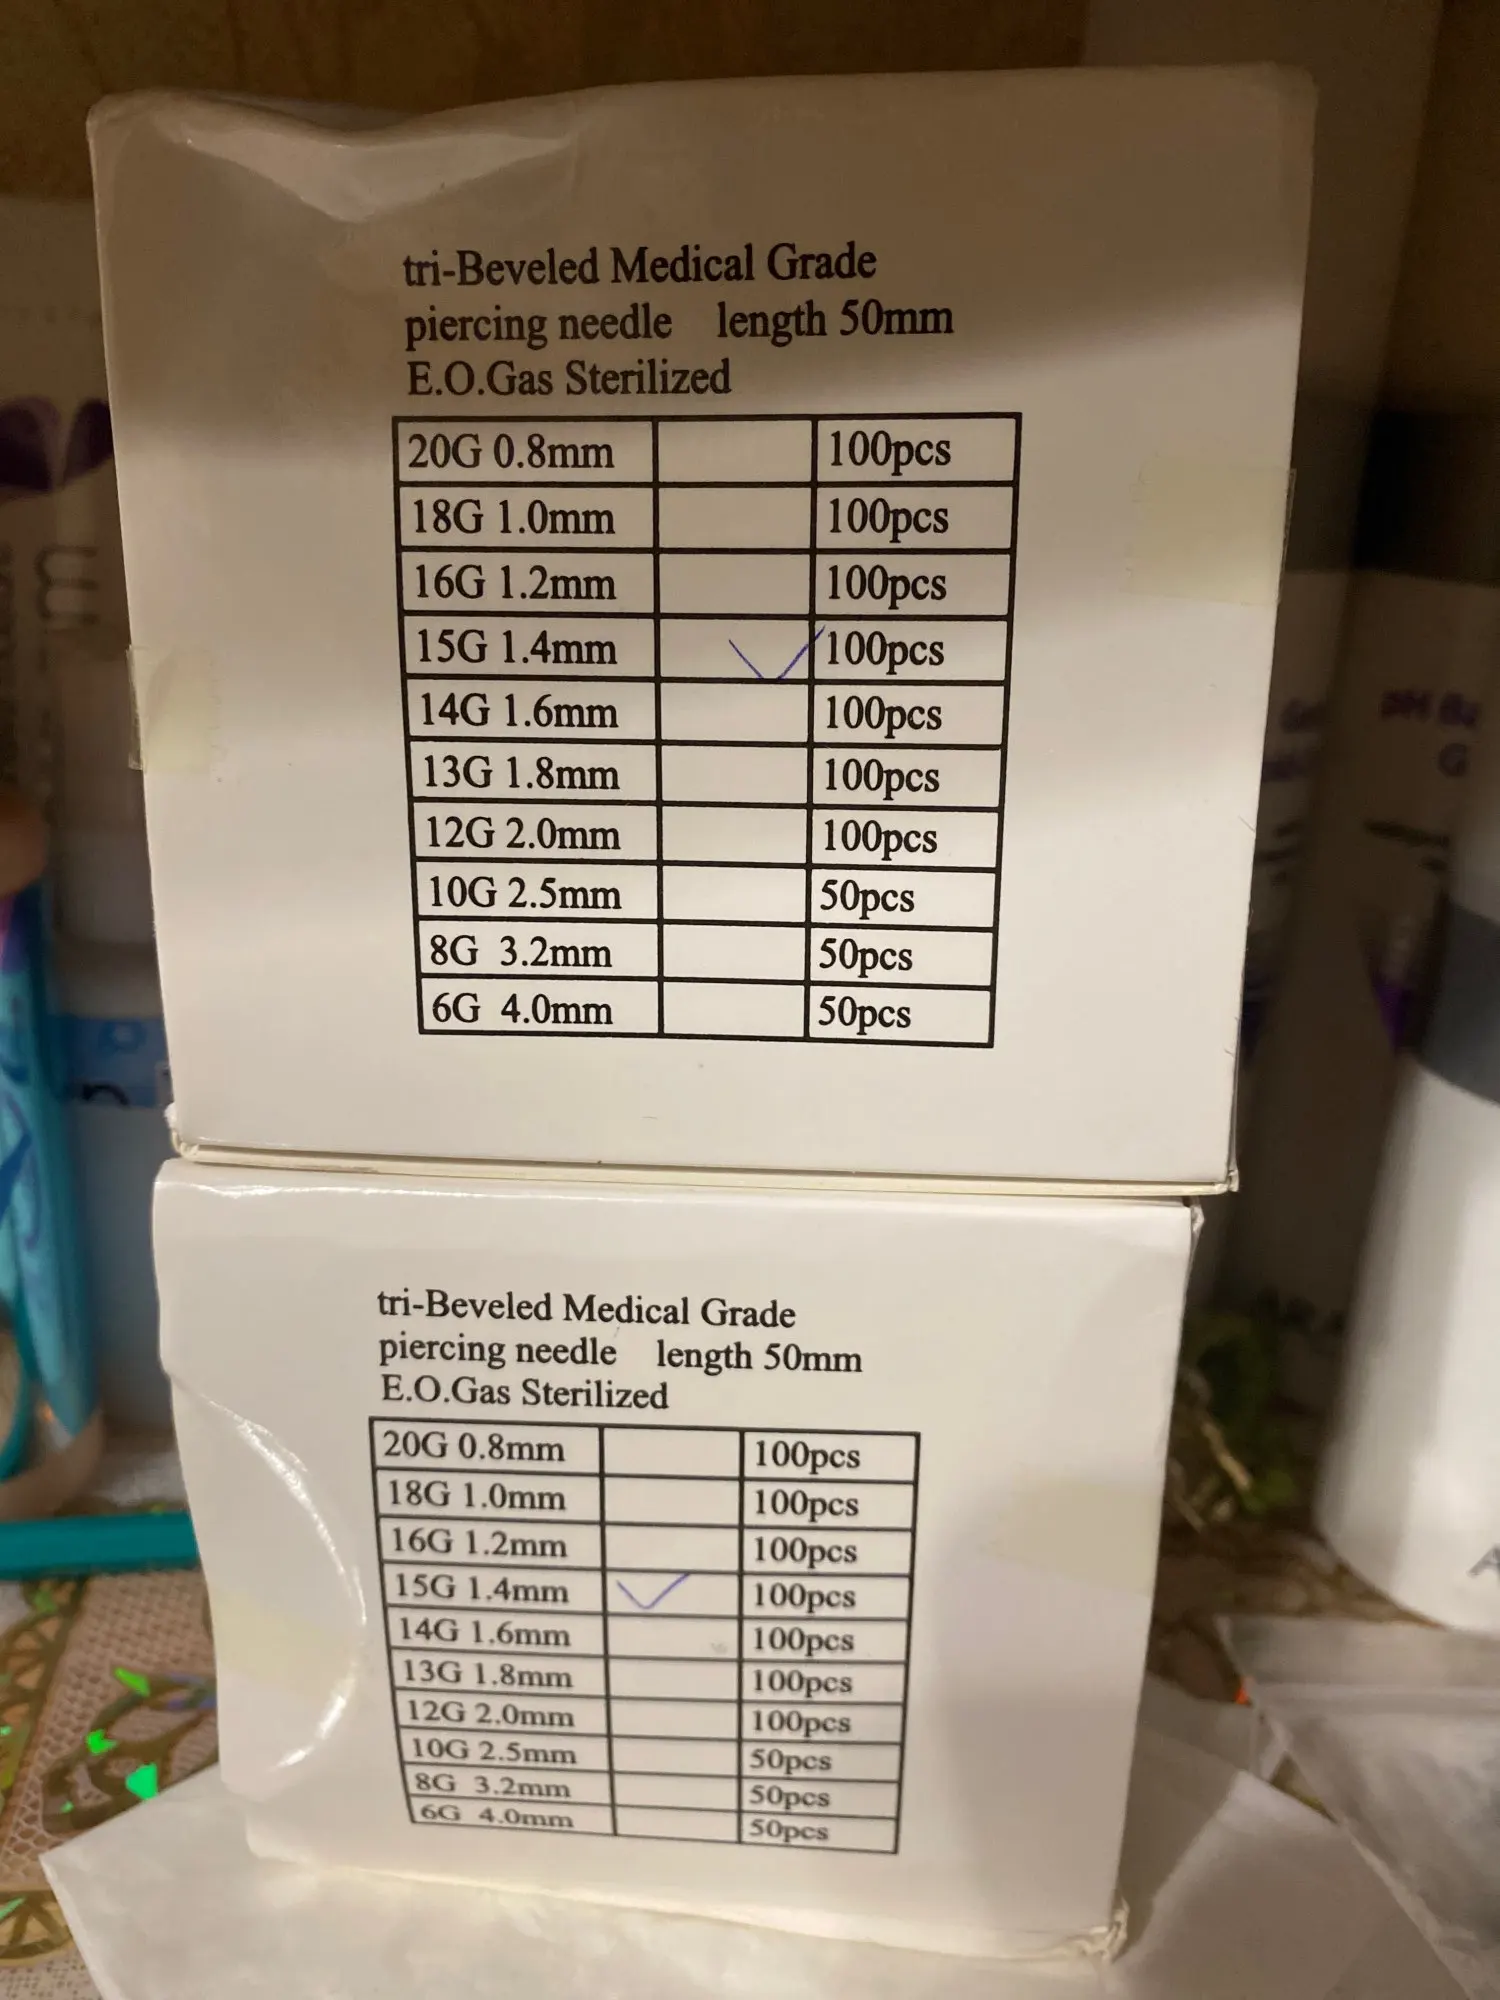 tri-Beveled Medical Grade
piercing needle length 50mm
E.O.Gas Sterilized
20G 0.8mm 100pcs
18G 1.0mm 100pcs
16G 1.2mm 100pcs
15G 1.4mm ✓ 100pcs
14G 1.6mm 100pcs
13G 1.8mm 100pcs
12G 2.0mm 100pcs
10G 2.5mm 50pcs
8G 3.2mm 50pcs
6G 4.0mm 50pcs
tri-Beveled Medical Grade
piercing needle length 50mm
E.O.Gas Sterilized
20G 0.8mm 100pcs
18G 1.0mm 100pcs
16G 1.2mm 100pcs
15G 1.4mm ✓ 100pcs
14G 1.6mm 100pcs
13G 1.8mm 100pcs
12G 2.0mm 100pcs
10G 2.5mm 50pcs
8G 3.2mm 50pcs
6G 4.0mm 50pcs
pH